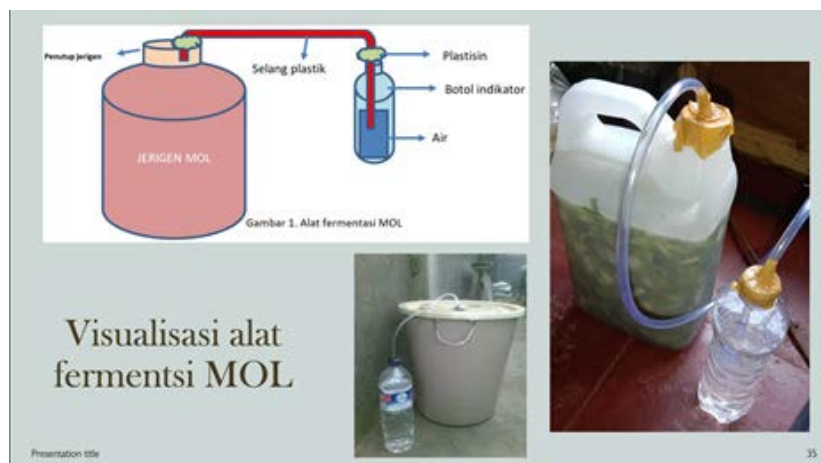 Penutup jerigen
Selang plastik
Plastisin
Botol indikator
Air
JERIGEN MOL
Gambar 1. Alat fermentasi MOL
Visualisasi alat
fermentsi MOL
Presentation title
35